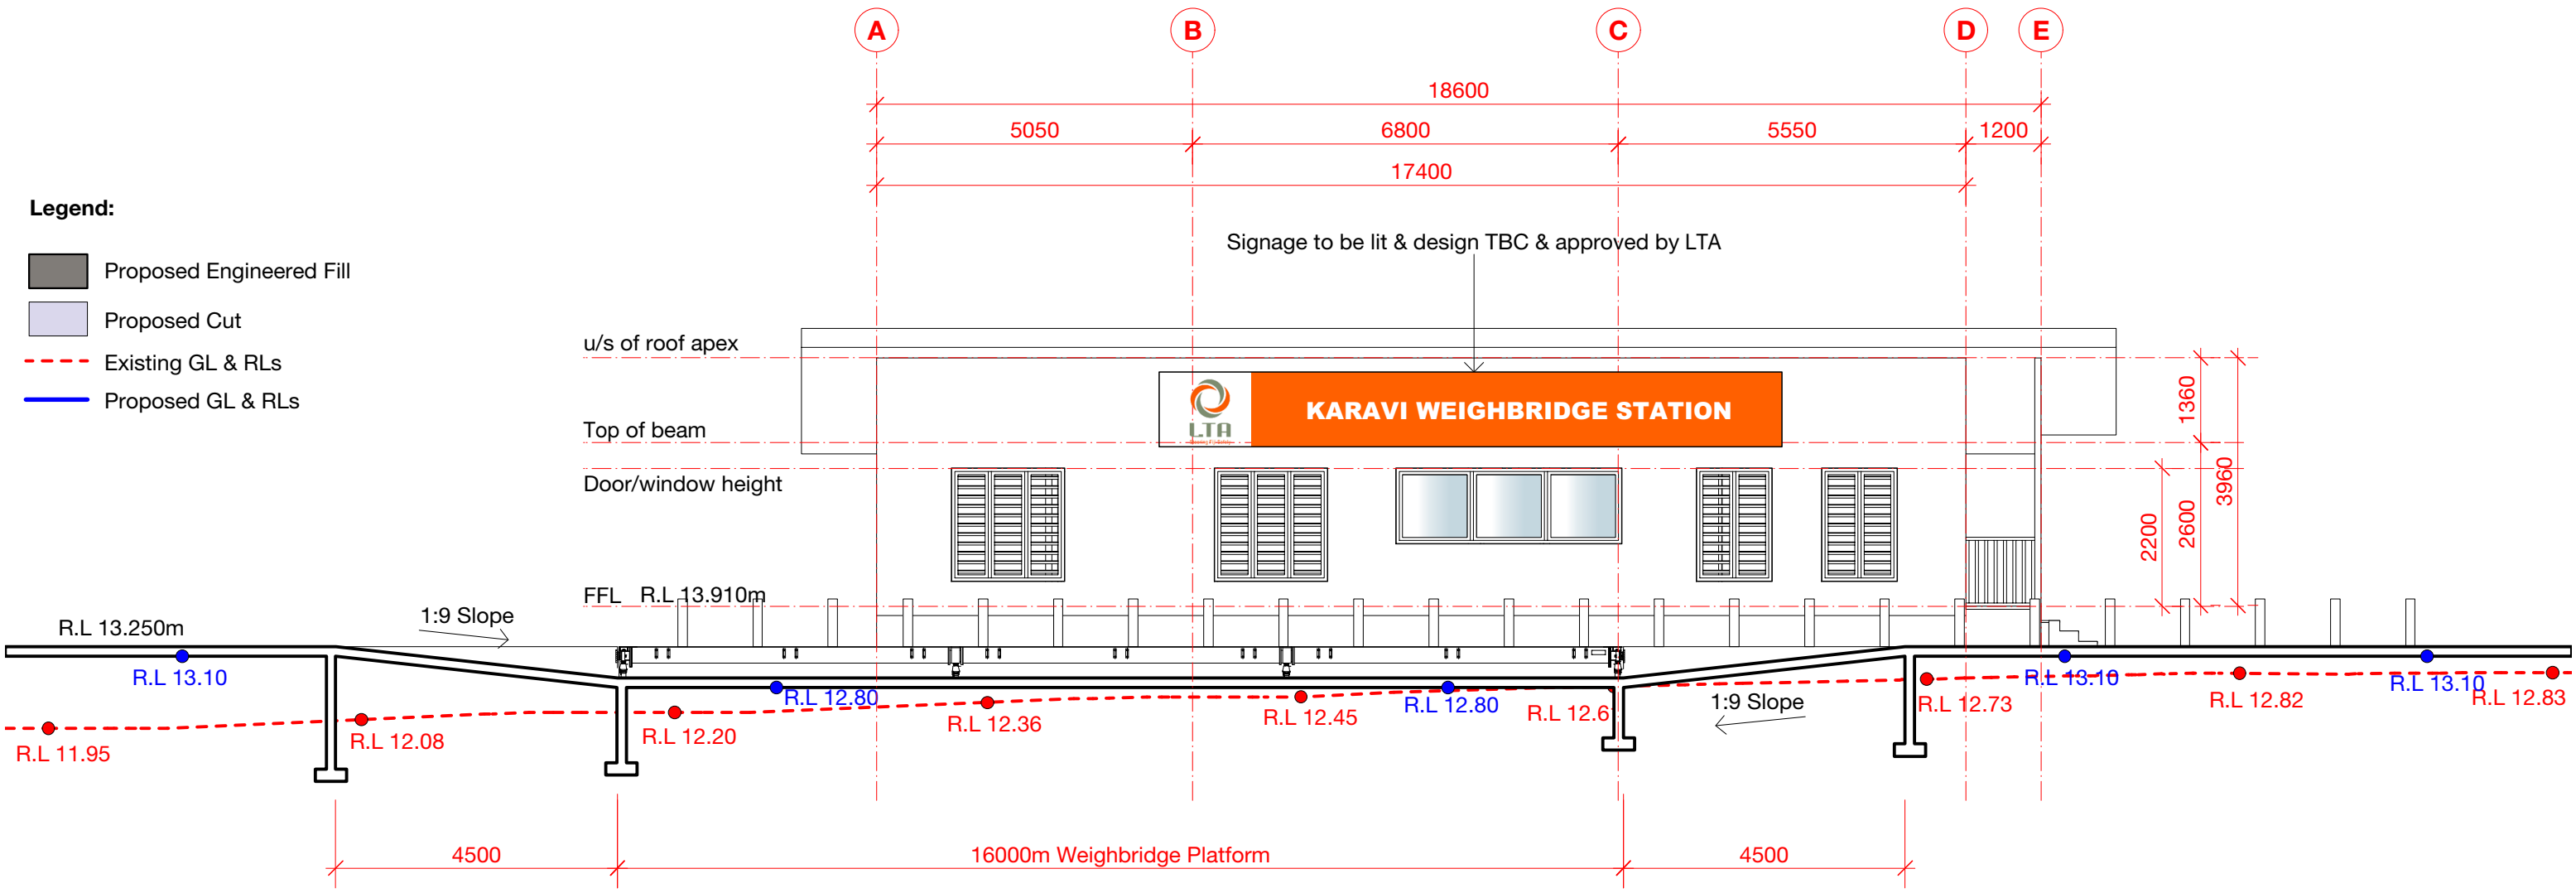 A
B
C
D
E
18600
5050
6800
5550
1200
17400
Legend:
Proposed Engineered Fill
Proposed Cut
Existing GL & RLs
Proposed GL & RLs
Signage to be lit & design TBC & approved by LTA
u/s of roof apex
Top of beam
Door/window height
LTA
KARAVI WEIGHBRIDGE STATION
1360
3960
2600
2200
FFL R.L 13.910m
1:9 Slope
R.L 13.250m
R.L 13.10
R.L 12.80
R.L 12.80
R.L 13.10
R.L 13.10
1:9 Slope
R.L 11.95
R.L 12.08
R.L 12.20
R.L 12.36
R.L 12.45
R.L 12.6
R.L 12.73
R.L 12.82
R.L 12.83
4500
16000m Weighbridge Platform
4500